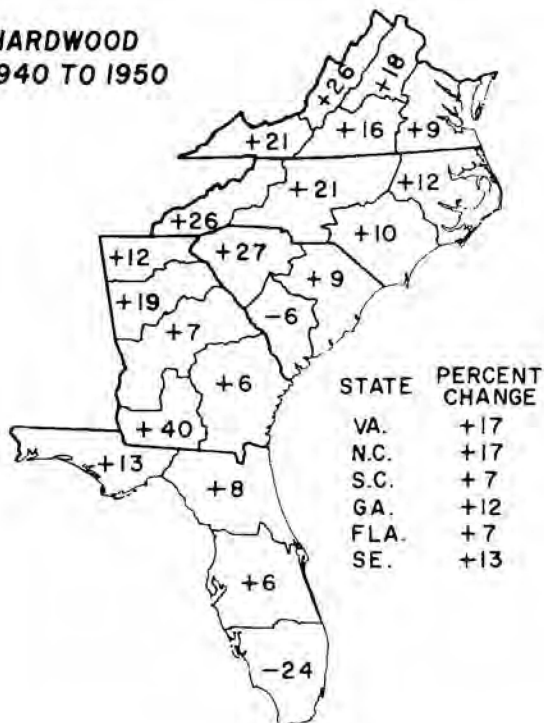 HARDWOOD
940 TO 1950
+26
+18
+21
+16
+9
+26
+21
+12
+12
+27
+10
+19
+9
+7
-6
+6
+40
+13
+8
+6
-24
STATE PERCENT CHANGE
VA. +17
N.C. +17
S.C. +7
GA. +12
FLA. +7
SE. +13